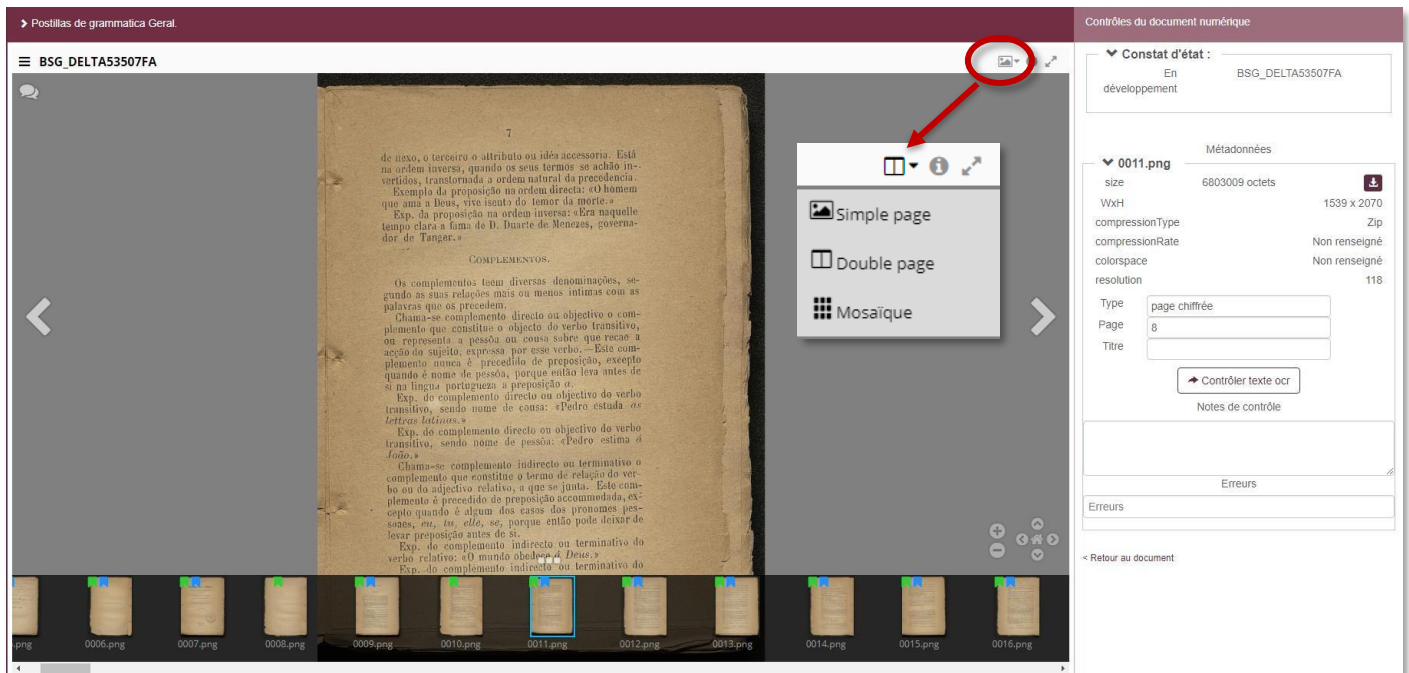 Postillas de grammatica Geral.
BSG_DELTA53507FA
7
de nexo, o terceiro o attributo ou idéa accessoria. Está
na ordem inversa, quando os seus termos se achão in-
vertidos, transtornada a ordem natural da precedencia.
Exemplo da proposição na ordem directa: «O homem
que ama a Deus, vive isento do temor da morte.»
Exp. da proposição na ordem inversa: «Era naquelle
tempo clara a fama de D. Duarte de Menezes, governa-
dor de Tanger.»
COMPLEMENTOS.
Os complementos teem diversas denominações, se-
gundo as suas relações mais ou menos intimas com as
palavras que os precedem.
Chama-se complemento directo ou objectivo o com-
plemento que constitue o objecto do verbo transitivo,
ou representa a pessôa ou cousa sobre que recae a
acção do sujeito, expressa por esse verbo.—Este com-
plemento nunca é precedido de preposição, excepto
quando é nome de pessôa, porque então leva antes de
si na lingua portugueza a preposição a.
Exp. do complemento directo ou objectivo do verbo
transitivo, sendo nome de cousa: «Pedro estuda as
lettras latinas.»
Exp. do complemento directo ou objectivo do verbo
transitivo, sendo nome de pessôa: «Pedro estima a
João.»
Chama-se complemento indirecto ou terminativo o
complemento que constitue o termo de relação do ver-
bo ou do adjectivo relativo, a que se junta. Este com-
plemento é precedido de preposição accommodada, ex-
cepto quando é algum dos casos dos pronomes pes-
soaes, eu, tu, elle, se, porque então pode deixar de
levar preposição antes de si.
Exp. do complemento indirecto ou terminativo do
verbo relativo: «O mundo obedece a Deus.»
Exp. do complemento indirecto ou terminativo do
Simple page
Double page
Mosaïque
.png
0006.png
0007.png
0008.png
0009.png
0010.png
0011.png
0012.png
0013.png
0014.png
0015.png
0016.png
Contrôles du document numérique
Constat d'état :
En développement BSG_DELTA53507FA
Métadonnées
0011.png
size 6803009 octets
WxH 1539 x 2070
compressionType Zip
compressionRate Non renseigné
colorspace Non renseigné
resolution 118
Type page chiffrée
Page 8
Titre
Contrôler texte ocr
Notes de contrôle
Erreurs
Erreurs
< Retour au document